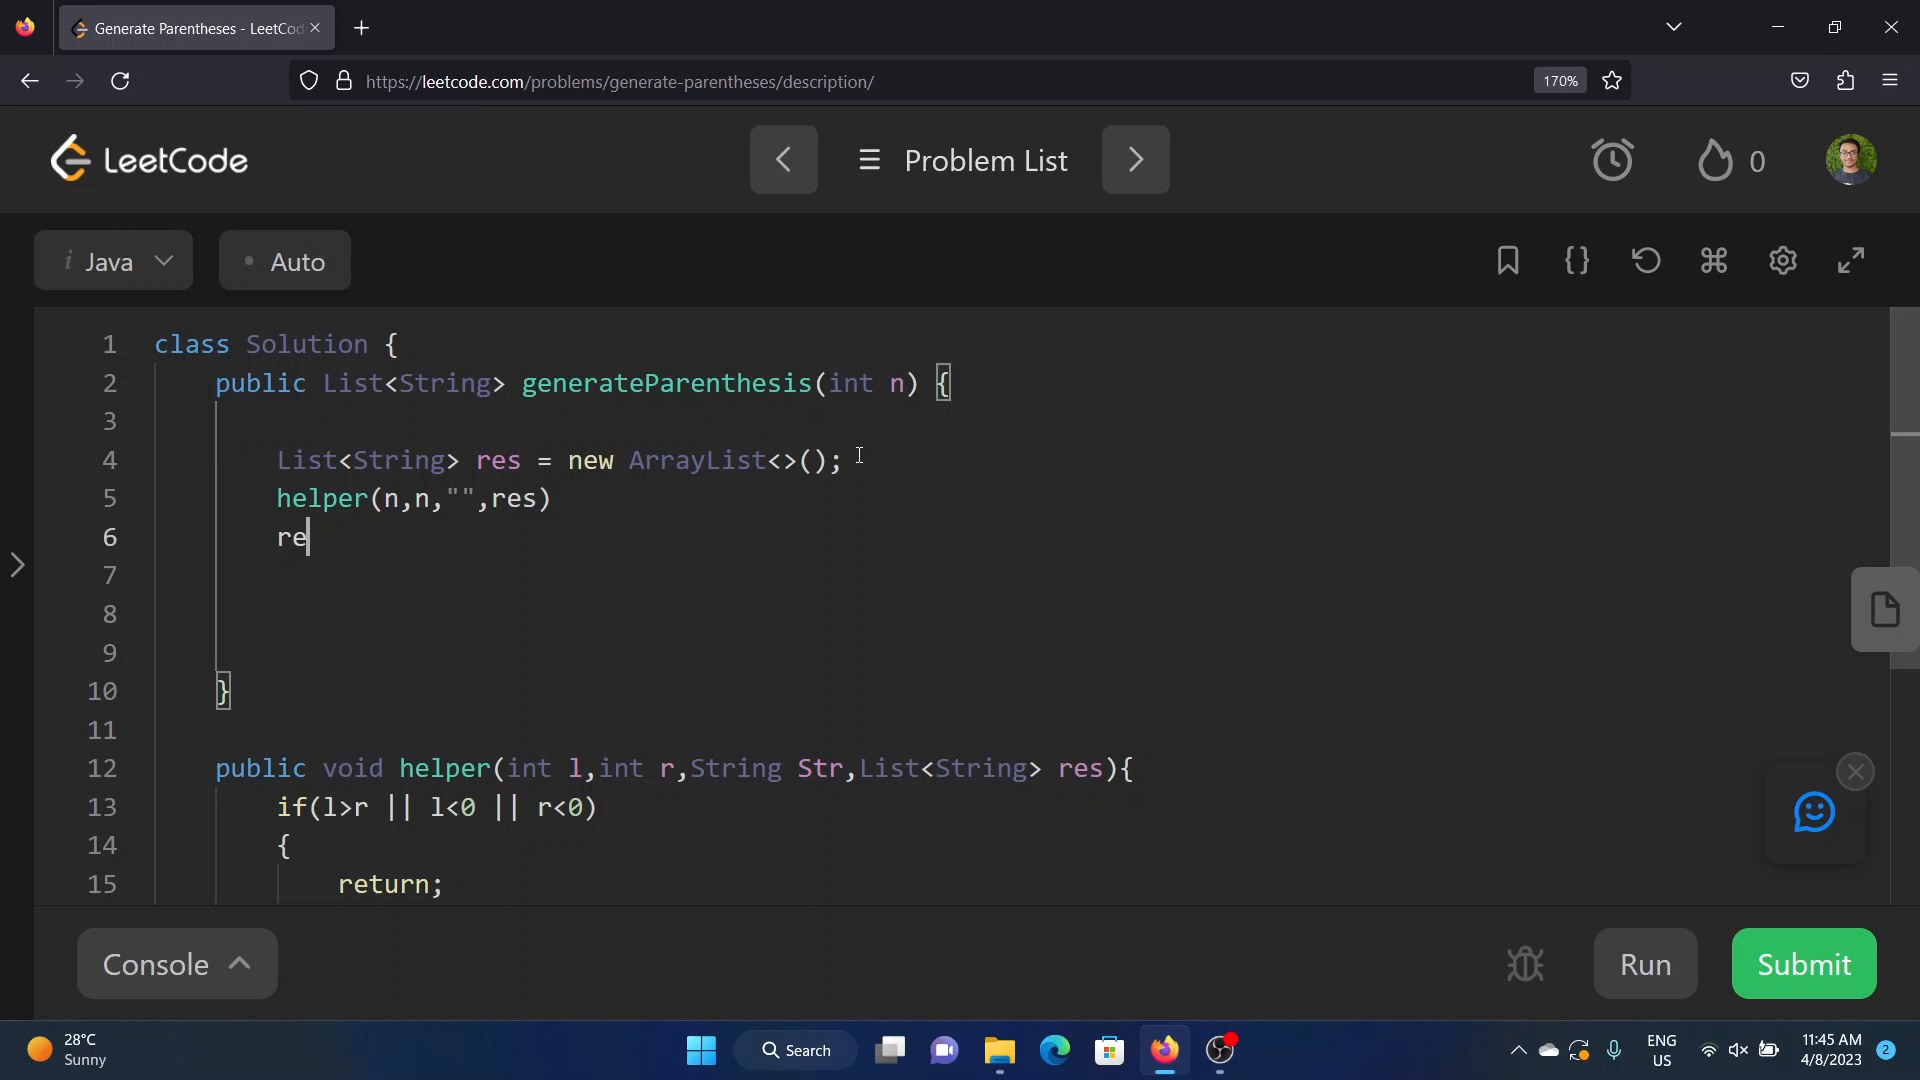 Generate Parentheses - LeetCod
https://leetcode.com/problems/generate-parentheses/description/
170%
LeetCode
Problem List
0
i Java
Auto
1 class Solution {
2 public List<String> generateParenthesis(int n) {
3
4 List<String> res = new ArrayList<>();
5 helper(n,n,"",res)
6 re
7
8
9
10 }
11
12 public void helper(int l,int r,String Str,List<String> res){
13 if(l>r || l<0 || r<0)
14 {
15 return;
Console
Run
Submit
28°C
Sunny
Search
ENG
US
11:45 AM
4/8/2023
2